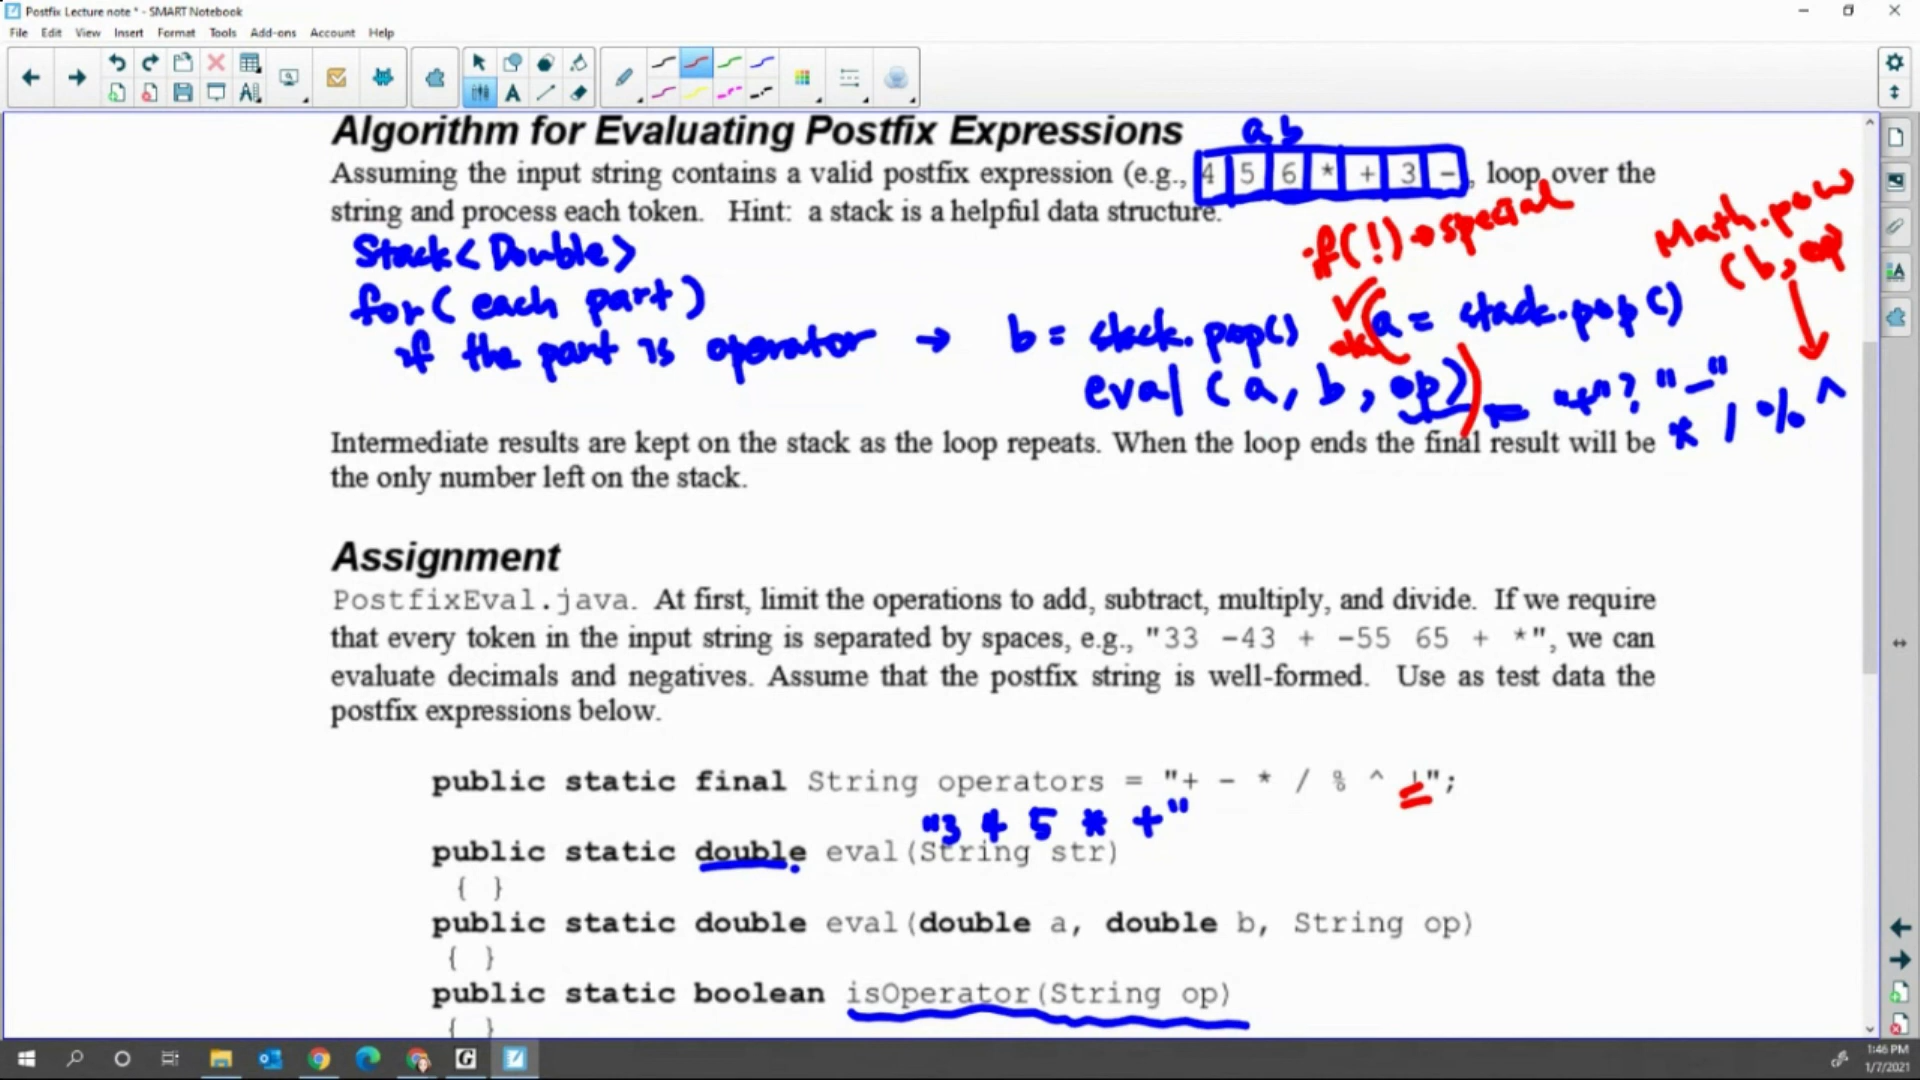 Postfix Lecture note * - SMART Notebook
File Edit View Insert Format Tools Add-ons Account Help
Algorithm for Evaluating Postfix Expressions
a b
Assuming the input string contains a valid postfix expression (e.g., 4 5 6 * + 3 -, loop over the
string and process each token. Hint: a stack is a helpful data structure.
if(!) → special
Math.pow
(b, op
Stack<Double>
for( each part)
if the part is operator → b = stack.pop() a = stack.pop()
eval (a, b, op) = "+"? "-"
* / % ^
Intermediate results are kept on the stack as the loop repeats. When the loop ends the final result will be
the only number left on the stack.
Assignment
PostfixEval.java. At first, limit the operations to add, subtract, multiply, and divide. If we require
that every token in the input string is separated by spaces, e.g., "33 -43 + -55 65 + *", we can
evaluate decimals and negatives. Assume that the postfix string is well-formed. Use as test data the
postfix expressions below.
public static final String operators = "+ - * / % ^ !";
"3 4 5 * +"
public static double eval(String str)
{ }
public static double eval(double a, double b, String op)
{ }
public static boolean isOperator(String op)
{ }
1:46 PM
1/7/2021